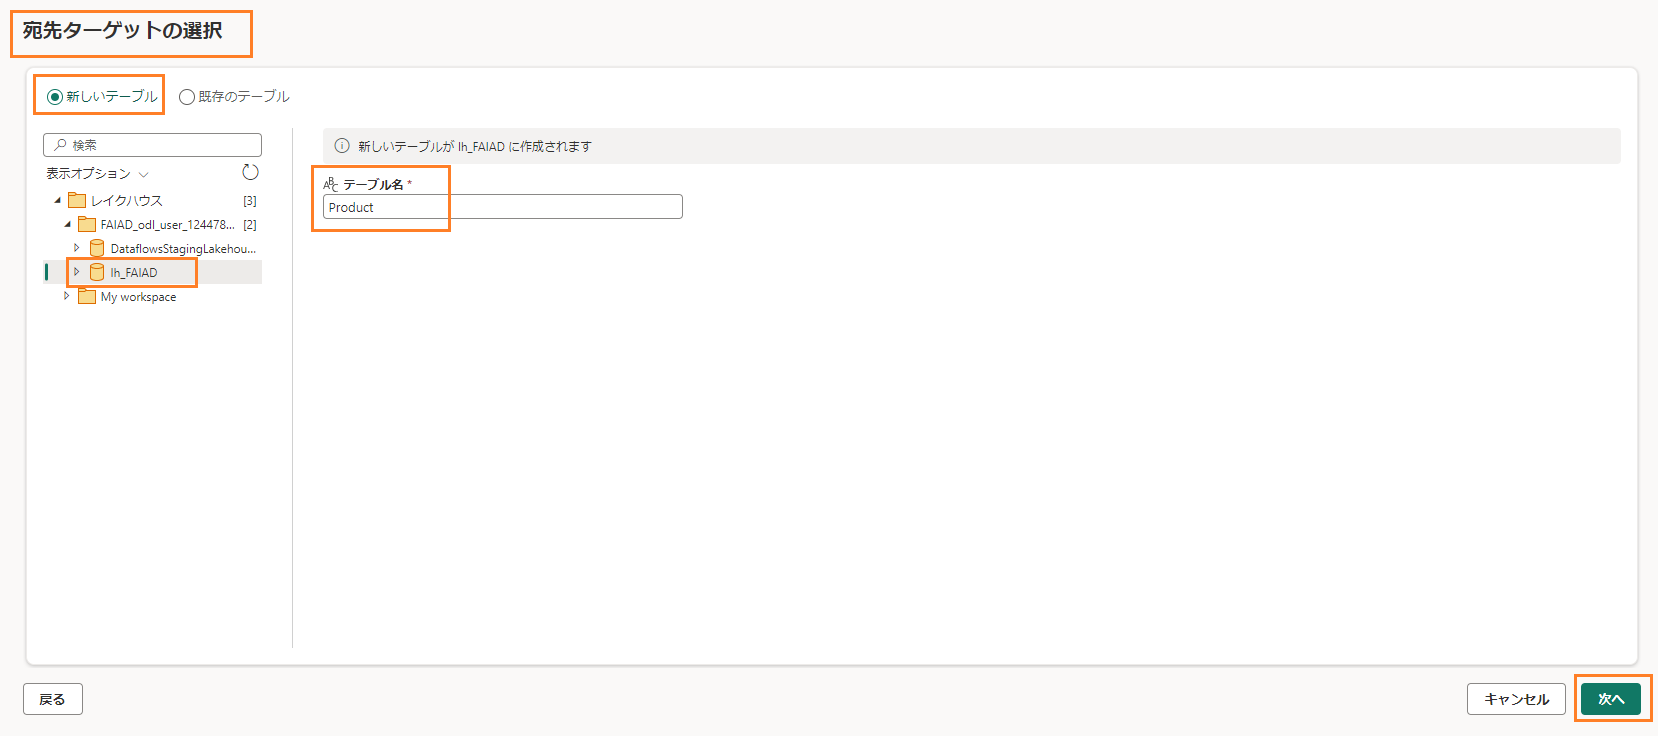 宛先ターゲットの選択
新しいテーブル 既存のテーブル
検索
表示オプション
レイクハウス [3]
FAIAD_odl_user_124478... [2]
DataflowsStagingLakehou...
lh_FAIAD
My workspace
新しいテーブルが lh_FAIAD に作成されます
ABC テーブル名 *
Product
戻る
キャンセル
次へ